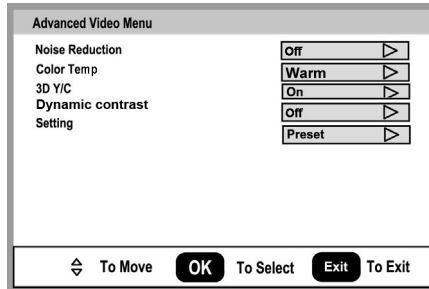 Advanced Video Menu
Noise Reduction Off
Color Temp Warm
3D Y/C On
Dynamic contrast Off
Setting Preset
To Move OK To Select Exit To Exit